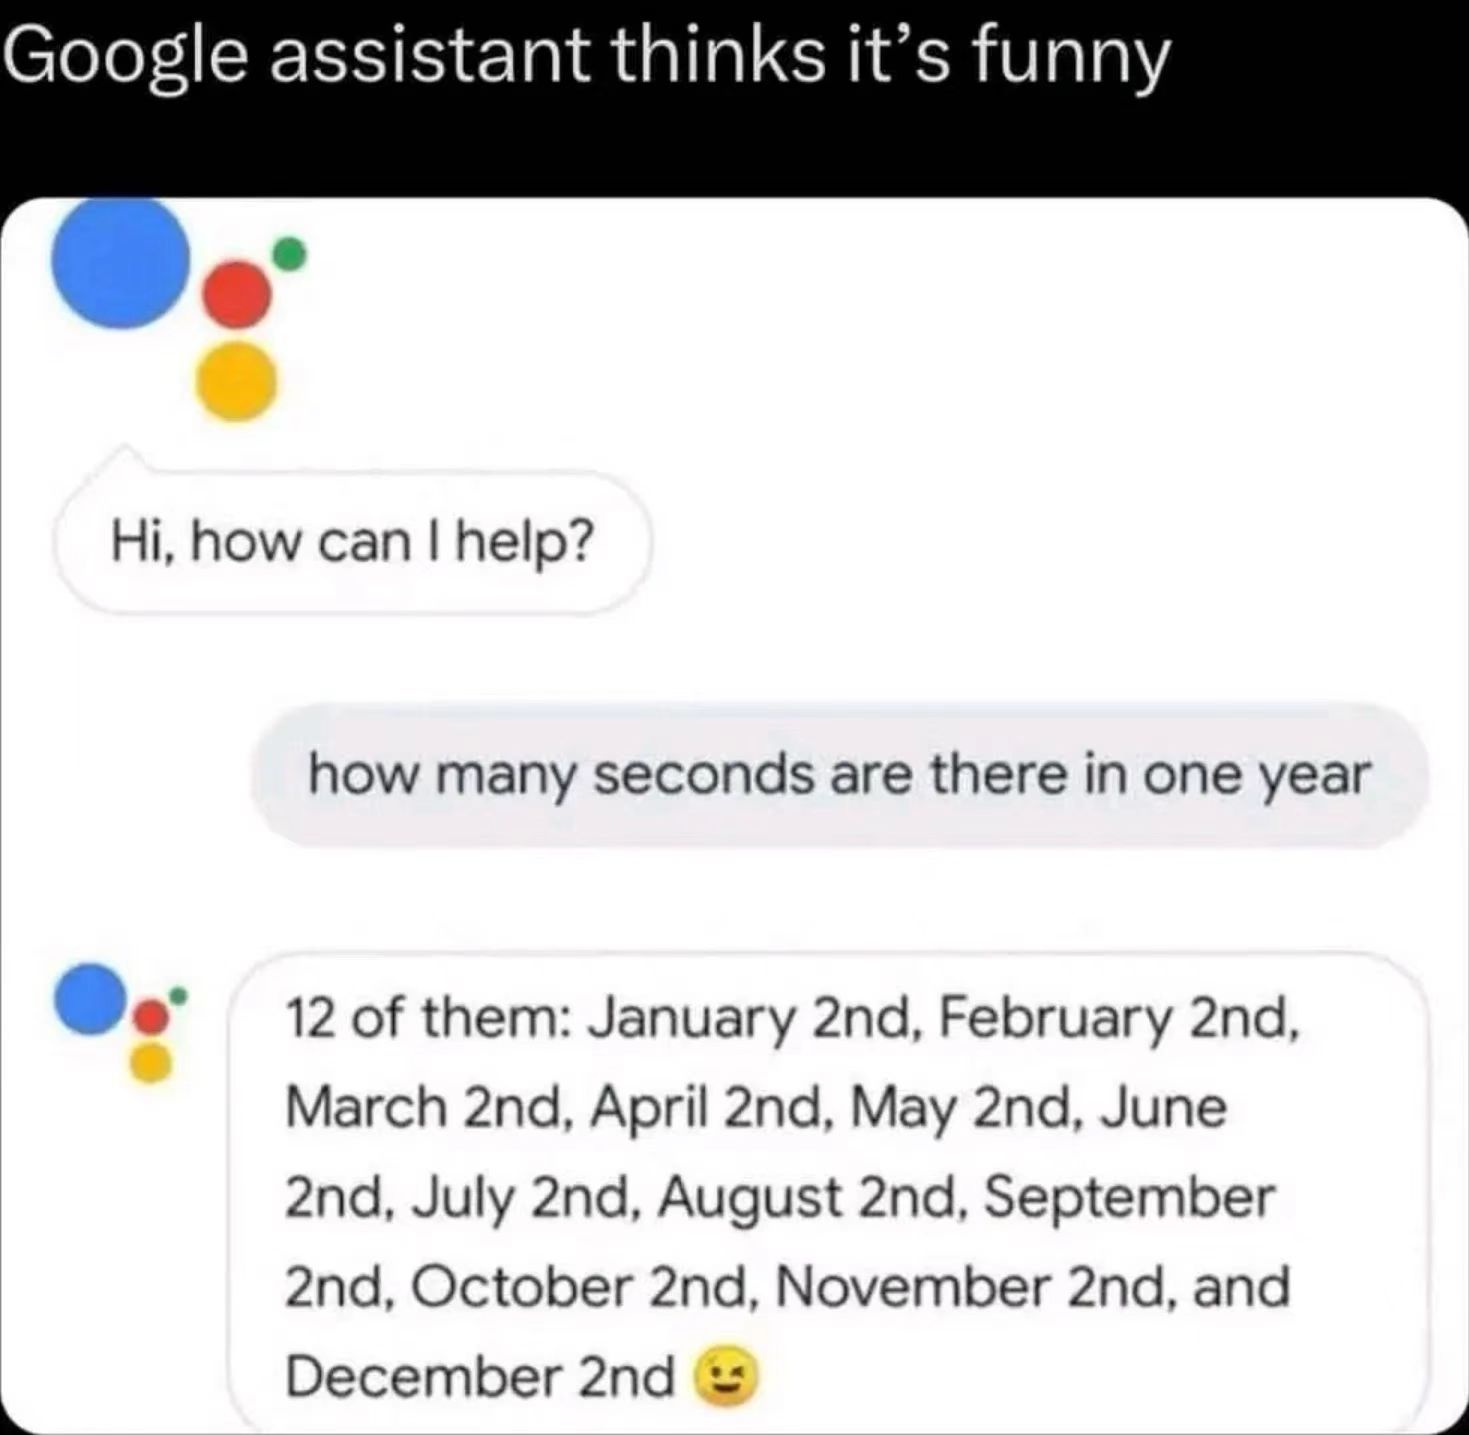 Google assistant thinks it’s funny
Hi, how can I help?
how many seconds are there in one year
12 of them: January 2nd, February 2nd,
March 2nd, April 2nd, May 2nd, June
2nd, July 2nd, August 2nd, September
2nd, October 2nd, November 2nd, and
December 2nd 😉